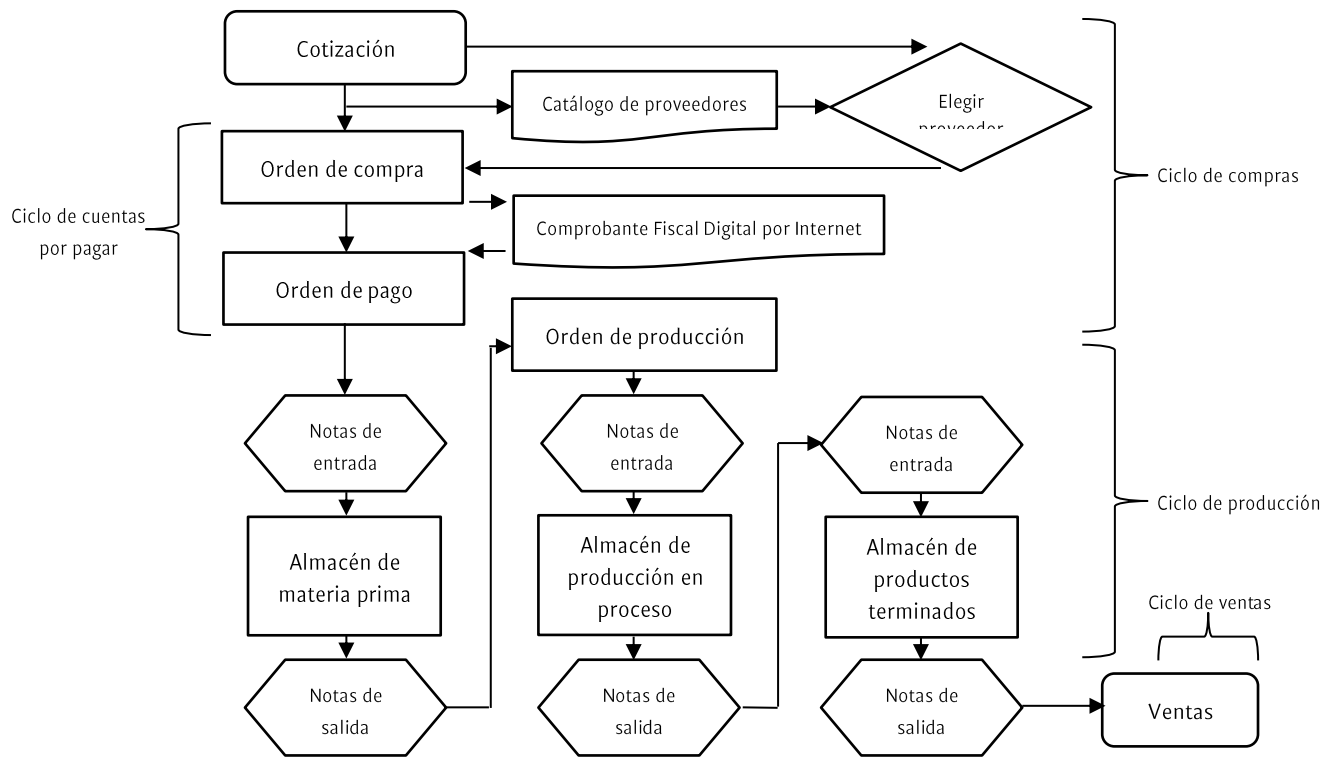 Cotización
Catálogo de proveedores
Elegir
proveedor
Orden de compra
Ciclo de compras
Ciclo de cuentas
por pagar
Comprobante Fiscal Digital por Internet
Orden de pago
Orden de producción
Notas de
entrada
Notas de
entrada
Notas de
entrada
Ciclo de producción
Almacén de
materia prima
Almacén de
producción en
proceso
Almacén de
productos
terminados
Ciclo de ventas
Notas de
salida
Notas de
salida
Notas de
salida
Ventas